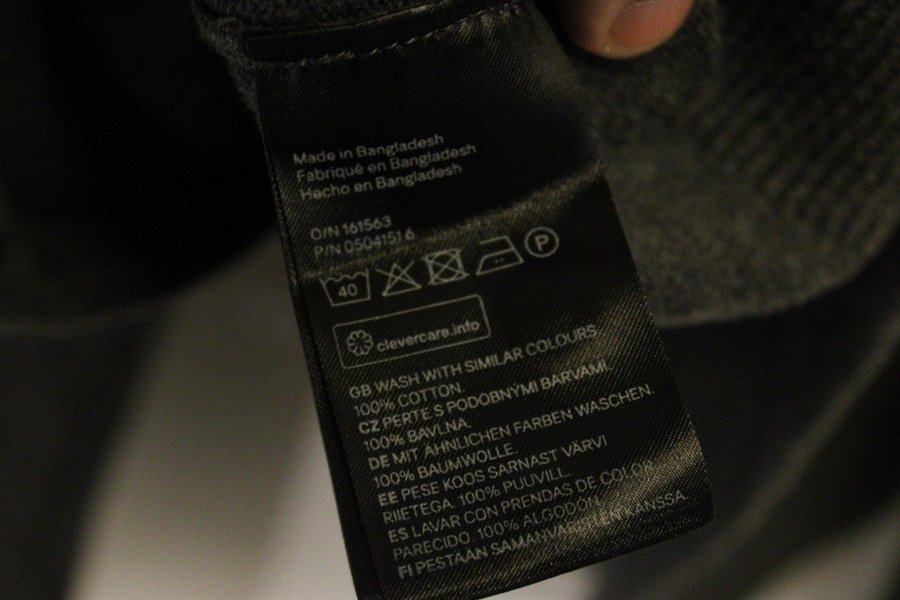 Made in Bangladesh
Fabriqué en Bangladesh
Hecho en Bangladesh
O/N 161563
P/N 0504151 6
40
P
clevercare.info
GB WASH WITH SIMILAR COLOURS.
100% COTTON.
CZ PERTE S PODOBNÝMI BARVAMI.
100% BAVLNA.
DE MIT ÄHNLICHEN FARBEN WASCHEN.
100% BAUMWOLLE.
EE PESE KOOS SARNAST VÄRVI
RIIETEGA. 100% PUUVILL.
ES LAVAR CON PRENDAS DE COLOR
PARECIDO. 100% ALGODÓN.
FI PESTÄÄN SAMANVÄRISTEN KANSSA.